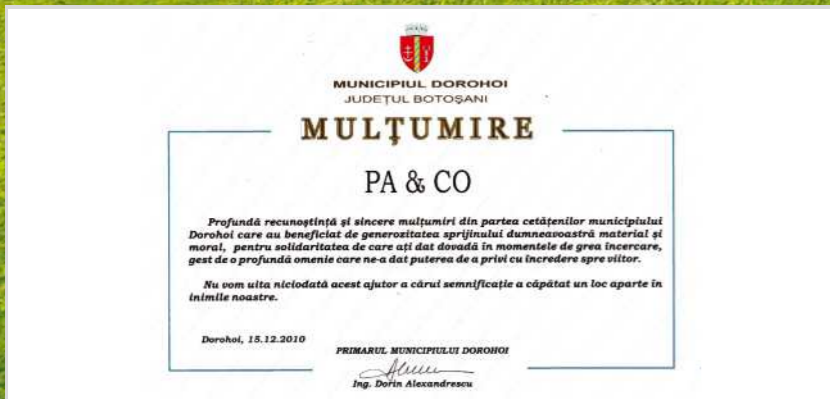 MUNICIPIUL DOROHOI
JUDEȚUL BOTOȘANI
MULȚUMIRE
PA & CO
Profundă recunoștință și sincere mulțumiri din partea cetățenilor municipiului
Dorohoi care au beneficiat de generozitatea sprijinului dumneavoastră material și
moral, pentru solidaritatea de care ați dat dovadă în momentele de grea încercare,
gest de o profundă omenie care ne-a dat puterea de a privi cu încredere spre viitor.
Nu vom uita niciodată acest ajutor a cărui semnificație a căpătat un loc aparte în
inimile noastre.
Dorohoi, 15.12.2010
PRIMARUL MUNICIPIULUI DOROHOI
Ing. Dorin Alexandrescu